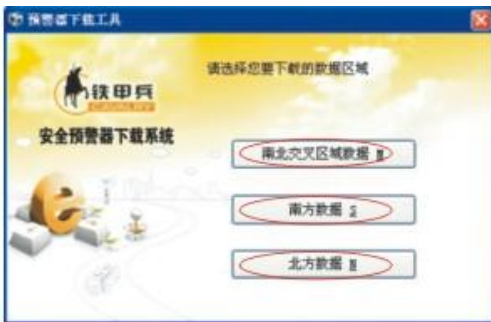 预警器下载工具
请选择您要下载的数据区域
铁甲兵
CAVALRY
安全预警器下载系统
南北交叉区域数据
南方数据 S
北方数据 N
e